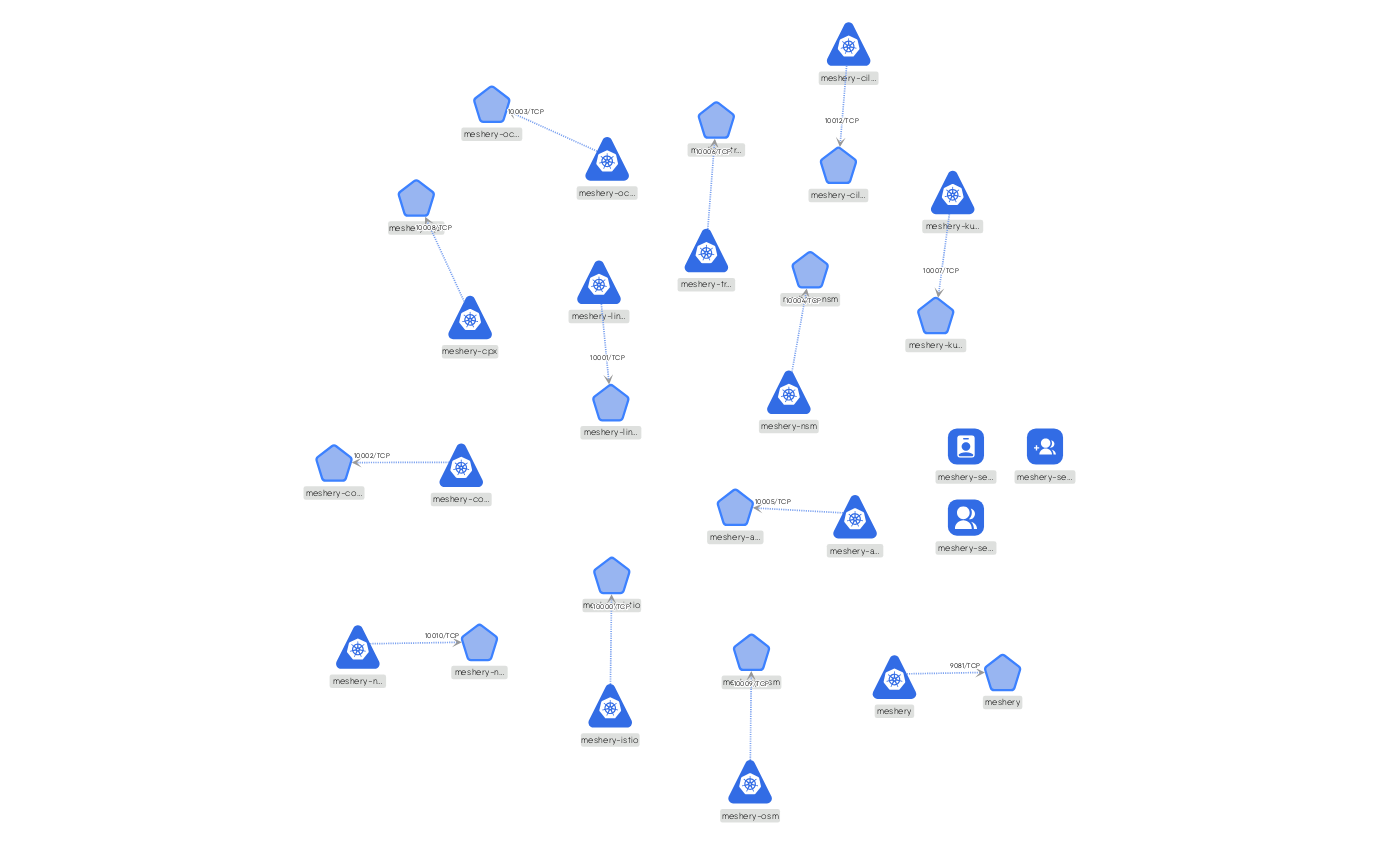 meshery-cil...
10012/TCP
meshery-cil...
10003/TCP
meshery-oc...
meshery-oc...
10006/TCP
meshery-tr...
meshery-ku...
10007/TCP
meshery-ku...
10008/TCP
meshery-cpx
meshery-lin...
10001/TCP
meshery-lin...
10004/TCP
meshery-nsm
10002/TCP
meshery-co...
meshery-co...
meshery-se...
meshery-se...
meshery-se...
10005/TCP
meshery-a...
meshery-a...
10000/TCP
meshery-istio
10010/TCP
meshery-n...
meshery-n...
10009/TCP
meshery-osm
9081/TCP
meshery
meshery